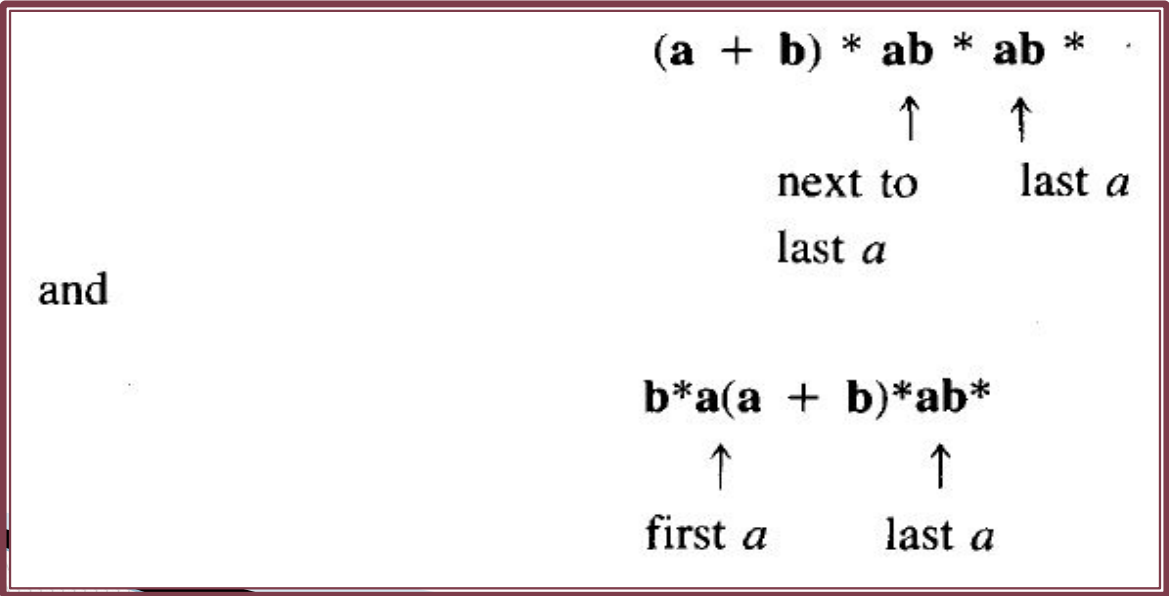 (a + b) * ab * ab *
↑ ↑
next to last a
last a
and
b*a(a + b)*ab*
↑ ↑
first a last a